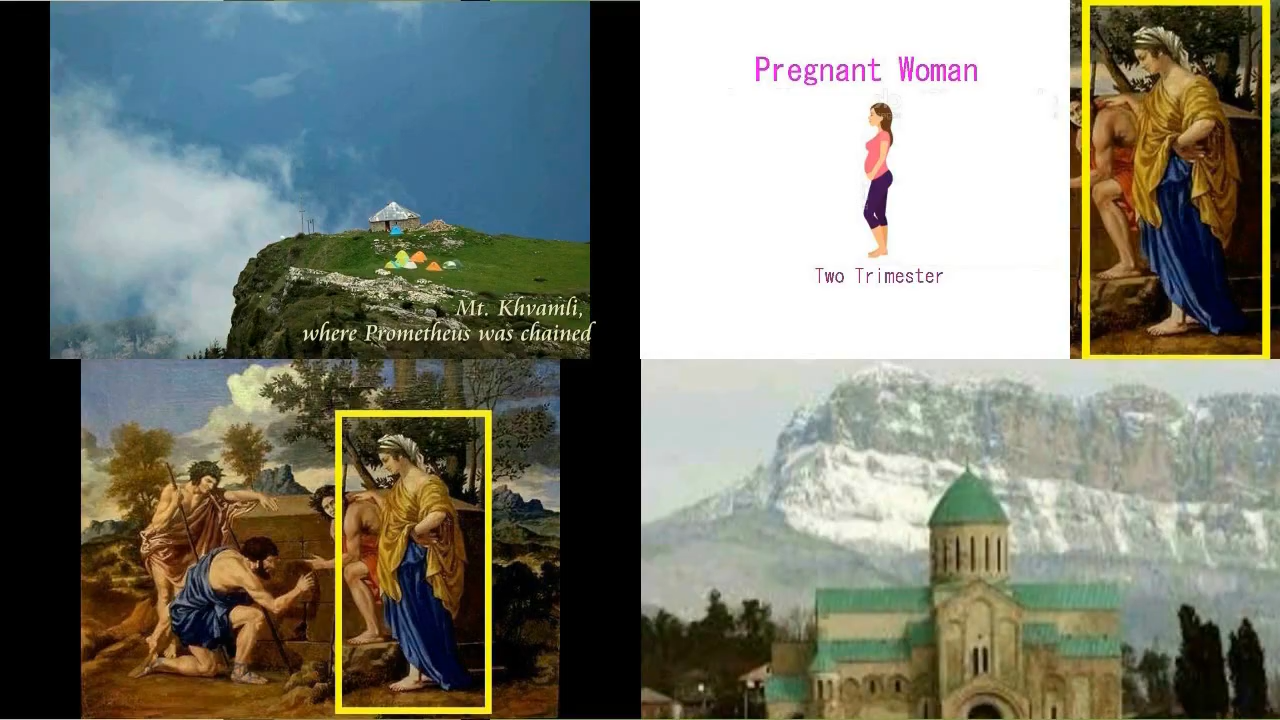 Mt. Khvamli,
where Prometheus was chained
Pregnant Woman
Two Trimester